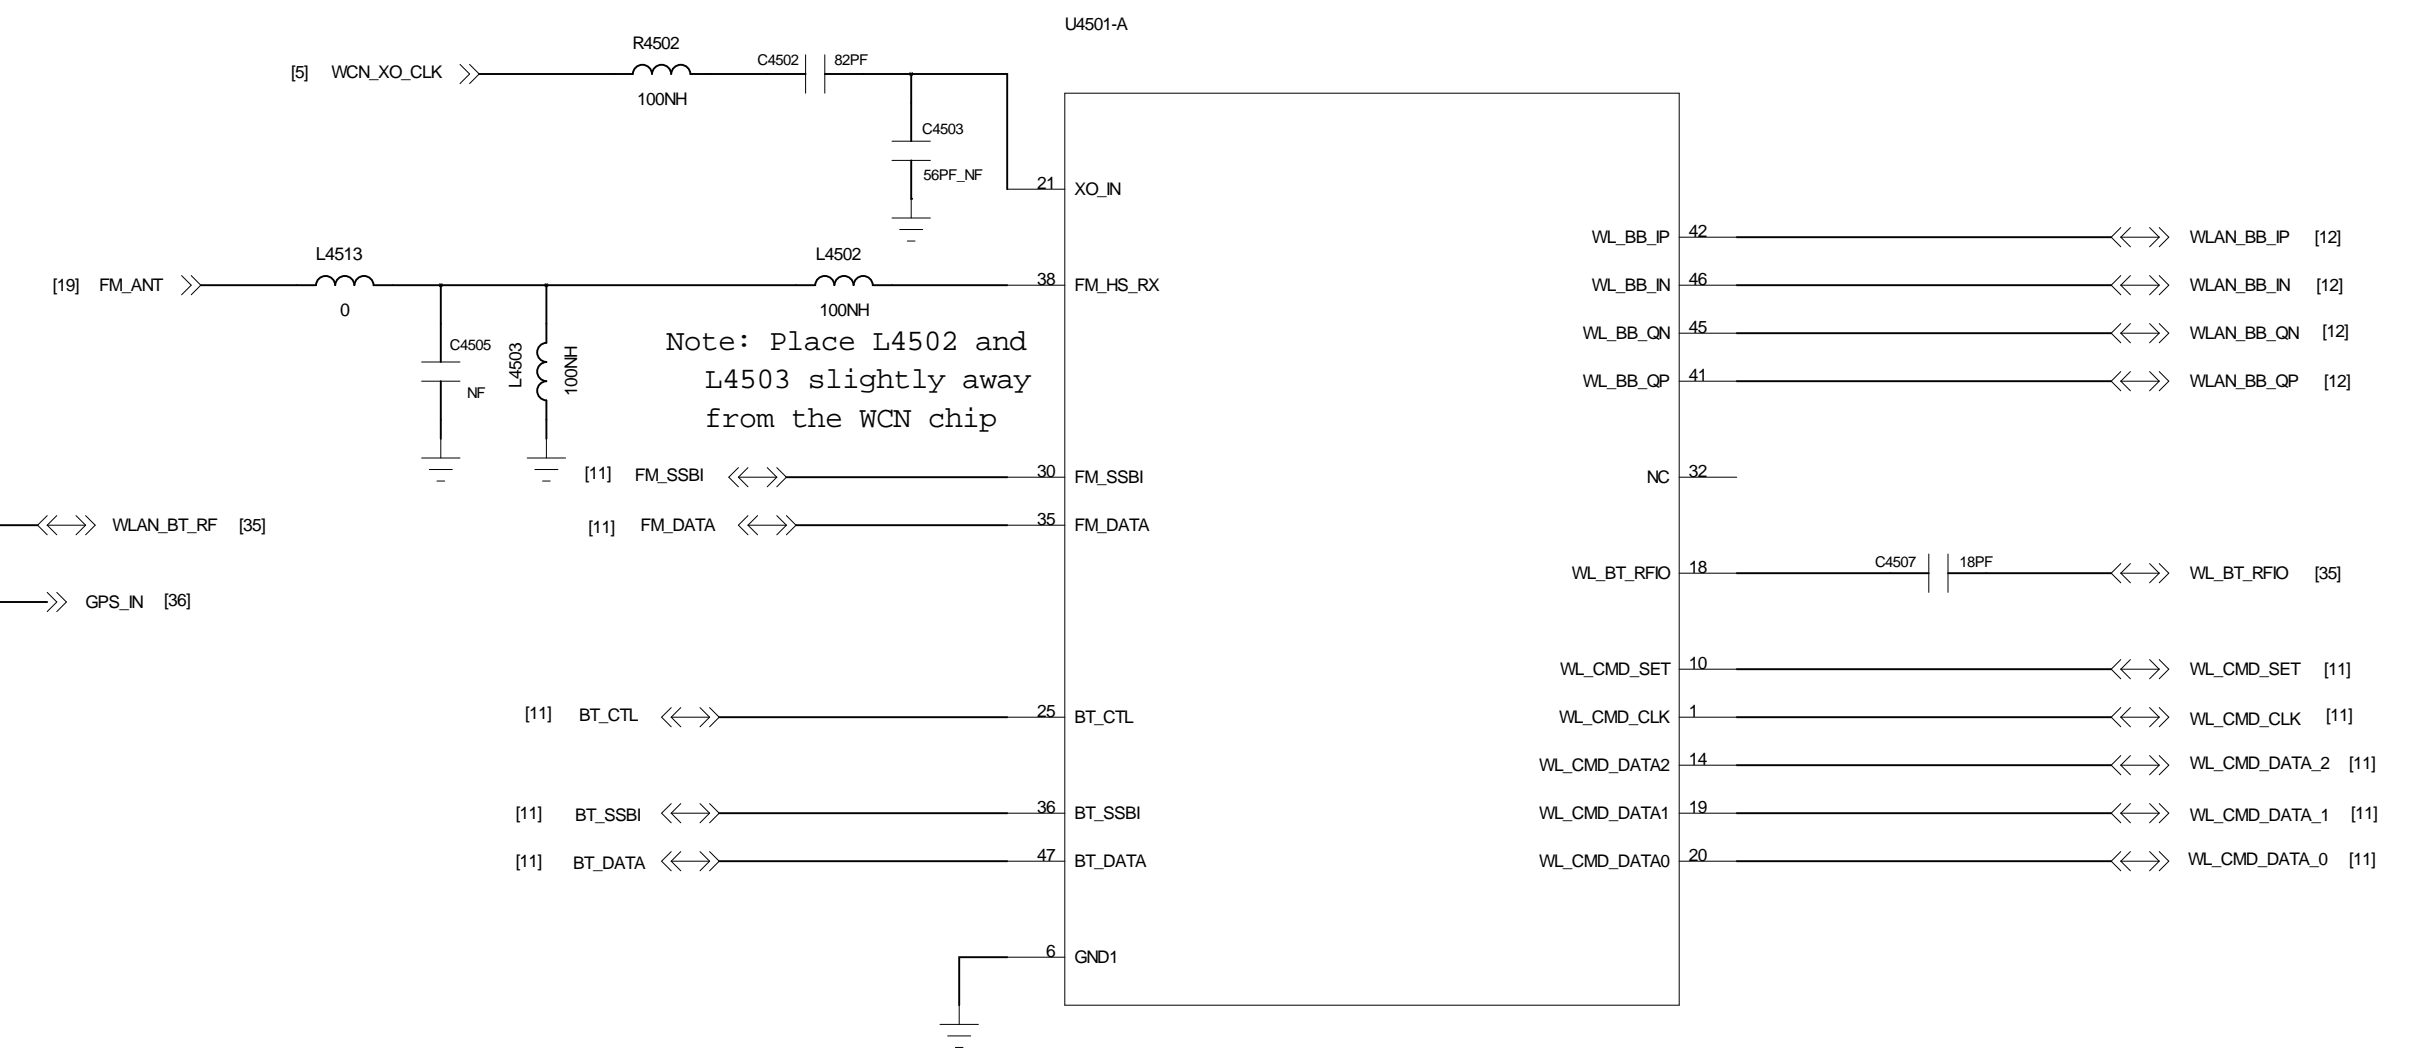 U4501-A
R4502
[5] WCN_XO_CLK
C4502 82PF
100NH
C4503
56PF_NF
21 XO_IN
WL_BB_IP 42 WLAN_BB_IP [12]
L4513 L4502
[19] FM_ANT 38 FM_HS_RX
WL_BB_IN 46 WLAN_BB_IN [12]
0 100NH
WL_BB_QN 45 WLAN_BB_QN [12]
C4505
NF
L4503
100NH
Note: Place L4502 and
L4503 slightly away
from the WCN chip
WL_BB_QP 41 WLAN_BB_QP [12]
[11] FM_SSBI 30 FM_SSBI
NC 32
WLAN_BT_RF [35]
[11] FM_DATA 35 FM_DATA
WL_BT_RFIO 18 C4507 18PF WL_BT_RFIO [35]
GPS_IN [36]
WL_CMD_SET 10 WL_CMD_SET [11]
[11] BT_CTL 25 BT_CTL
WL_CMD_CLK 1 WL_CMD_CLK [11]
WL_CMD_DATA2 14 WL_CMD_DATA_2 [11]
[11] BT_SSBI 36 BT_SSBI
WL_CMD_DATA1 19 WL_CMD_DATA_1 [11]
[11] BT_DATA 47 BT_DATA
WL_CMD_DATA0 20 WL_CMD_DATA_0 [11]
6 GND1